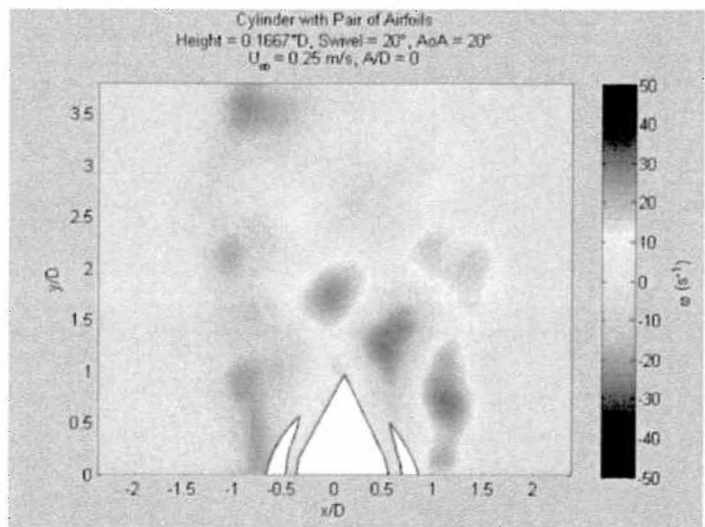 Cylinder with Pair of Airfoils
Height = 0.1667*D, Swivel = 20°, AoA = 20°
U∞ = 0.25 m/s, A/D = 0
3.5
3
2.5
2
1.5
1
0.5
0
y/D
-2 -1.5 -1 -0.5 0 0.5 1 1.5 2
x/D
50
40
30
20
10
0
-10
-20
-30
-40
-50
ω (s⁻¹)